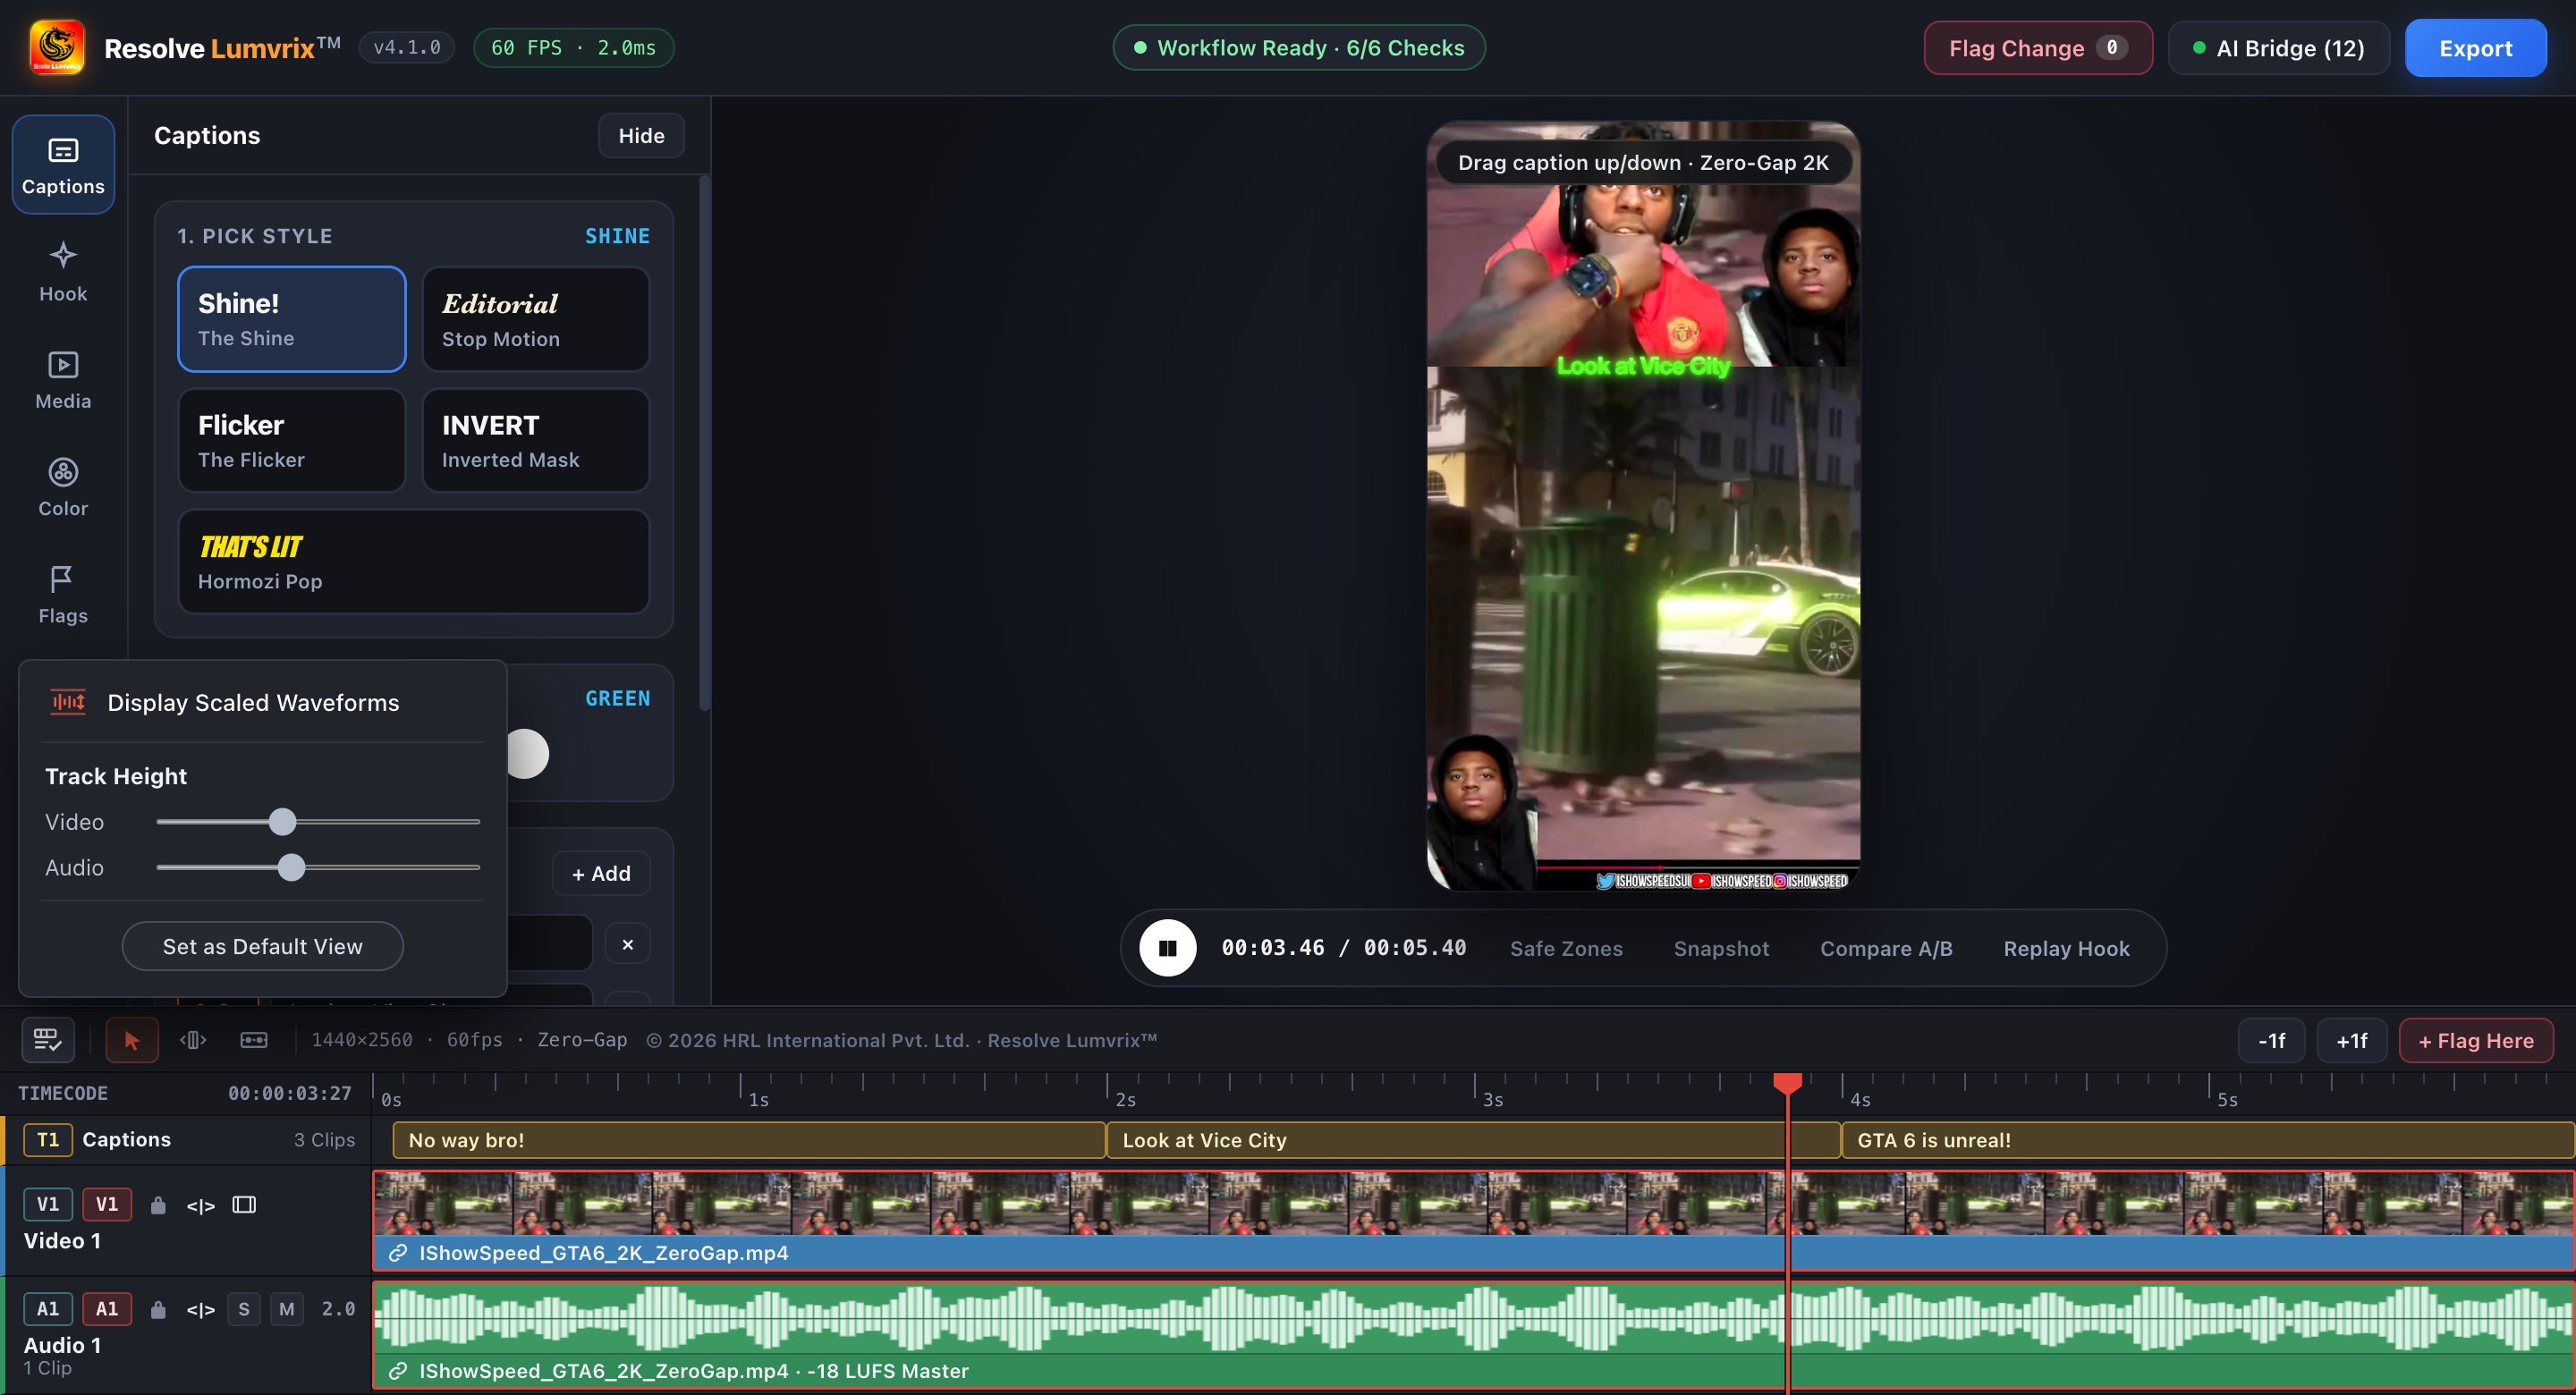 Resolve Lumvrix™ v4.1.0 60 FPS · 2.0ms
Workflow Ready · 6/6 Checks
Flag Change 0 AI Bridge (12) Export
Captions
Hook
Media
Color
Flags
Captions Hide
1. PICK STYLE SHINE
Shine!
The Shine
Editorial
Stop Motion
Flicker
The Flicker
INVERT
Inverted Mask
THAT'S LIT
Hormozi Pop
GREEN
+ Add
×
Display Scaled Waveforms
Track Height
Video
Audio
Set as Default View
Drag caption up/down · Zero-Gap 2K
Look at Vice City
ISHOWSPEEDSUI ISHOWSPEED ISHOWSPEED
00:03.46 / 00:05.40 Safe Zones Snapshot Compare A/B Replay Hook
1440×2560 · 60fps · Zero-Gap © 2026 HRL International Pvt. Ltd. · Resolve Lumvrix™
-1f +1f + Flag Here
TIMECODE 00:00:03:27
0s 1s 2s 3s 4s 5s
T1 Captions 3 Clips
No way bro! Look at Vice City GTA 6 is unreal!
V1 V1 <|>
Video 1
IShowSpeed_GTA6_2K_ZeroGap.mp4
A1 A1 <|> S M 2.0
Audio 1
1 Clip
IShowSpeed_GTA6_2K_ZeroGap.mp4 · -18 LUFS Master